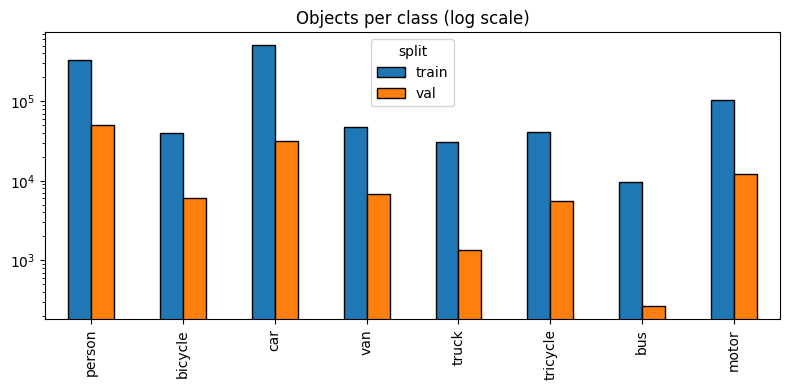 Objects per class (log scale)
split
train
val
10^5
10^4
10^3
person
bicycle
car
van
truck
tricycle
bus
motor